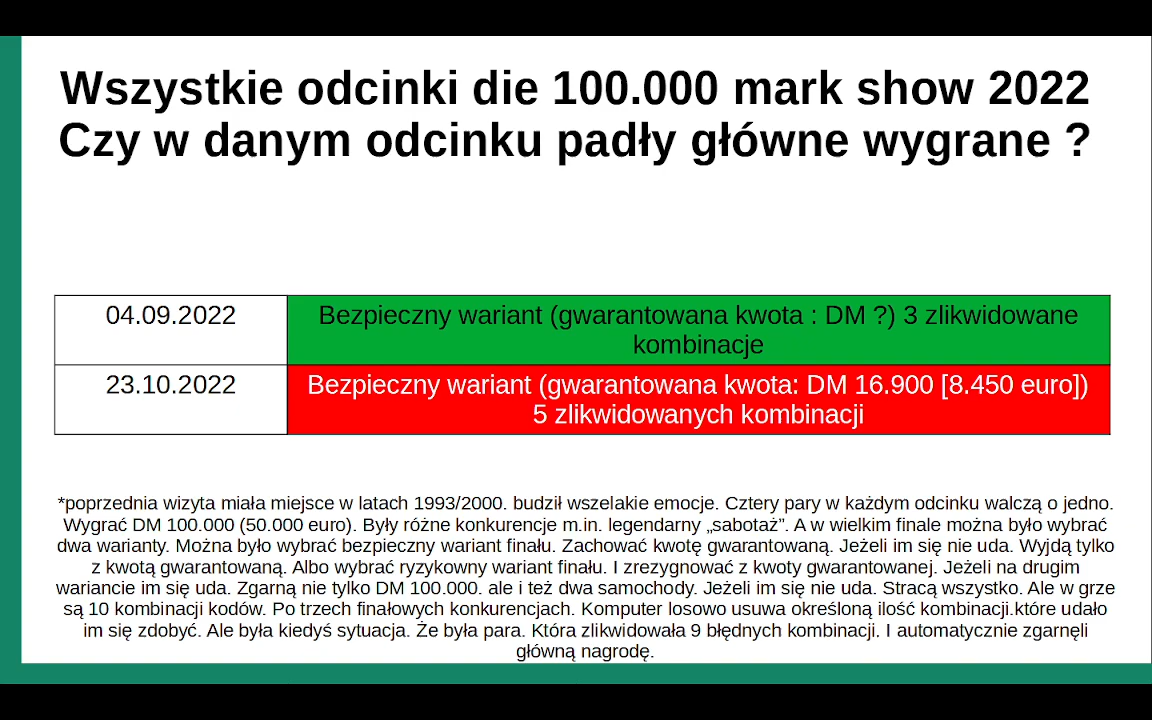 Wszystkie odcinki die 100.000 mark show 2022
Czy w danym odcinku padły główne wygrane ?
04.09.2022
Bezpieczny wariant (gwarantowana kwota : DM ?) 3 zlikwidowane
kombinacje
23.10.2022
Bezpieczny wariant (gwarantowana kwota: DM 16.900 [8.450 euro])
5 zlikwidowanych kombinacji
*poprzednia wizyta miała miejsce w latach 1993/2000. budził wszelakie emocje. Cztery pary w każdym odcinku walczą o jedno.
Wygrać DM 100.000 (50.000 euro). Były różne konkurencje m.in. legendarny „sabotaż”. A w wielkim finale można było wybrać
dwa warianty. Można było wybrać bezpieczny wariant finału. Zachować kwotę gwarantowaną. Jeżeli im się nie uda. Wyjdą tylko
z kwotą gwarantowaną. Albo wybrać ryzykowny wariant finału. I zrezygnować z kwoty gwarantowanej. Jeżeli na drugim
wariancie im się uda. Zgarną nie tylko DM 100.000. ale i też dwa samochody. Jeżeli im się nie uda. Stracą wszystko. Ale w grze
są 10 kombinacji kodów. Po trzech finałowych konkurencjach. Komputer losowo usuwa określoną ilość kombinacji.które udało
im się zdobyć. Ale była kiedyś sytuacja. Że była para. Która zlikwidowała 9 błędnych kombinacji. I automatycznie zgarnęli
główną nagrodę.